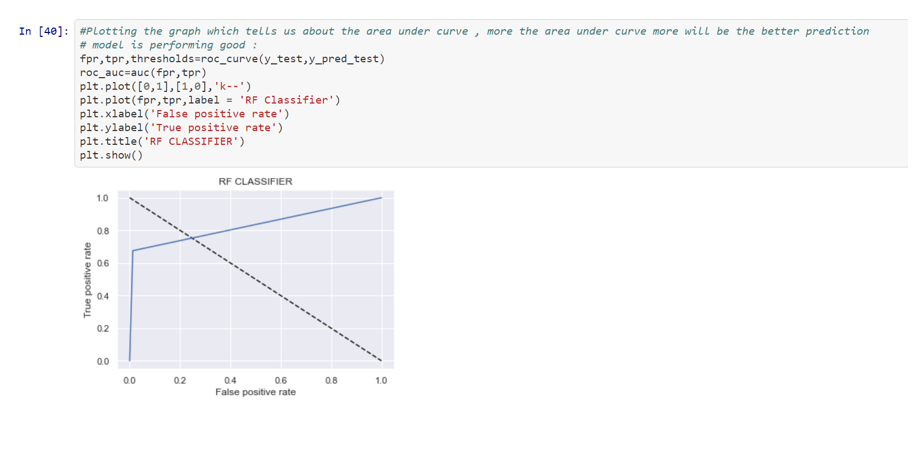 In [40]: #Plotting the graph which tells us about the area under curve , more the area under curve more will be the better prediction
# model is performing good :
fpr,tpr,thresholds=roc_curve(y_test,y_pred_test)
roc_auc=auc(fpr,tpr)
plt.plot([0,1],[1,0],'k--')
plt.plot(fpr,tpr,label = 'RF Classifier')
plt.xlabel('False positive rate')
plt.ylabel('True positive rate')
plt.title('RF CLASSIFIER')
plt.show()
RF CLASSIFIER
True positive rate
1.0
0.8
0.6
0.4
0.2
0.0
0.0 0.2 0.4 0.6 0.8 1.0
False positive rate